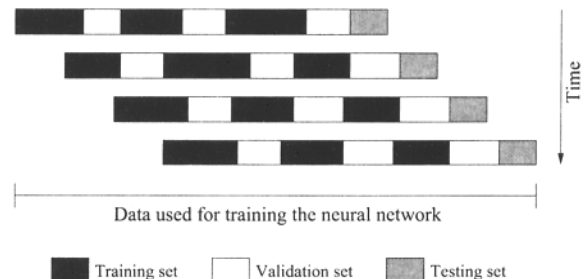 Time
Data used for training the neural network
Training set
Validation set
Testing set